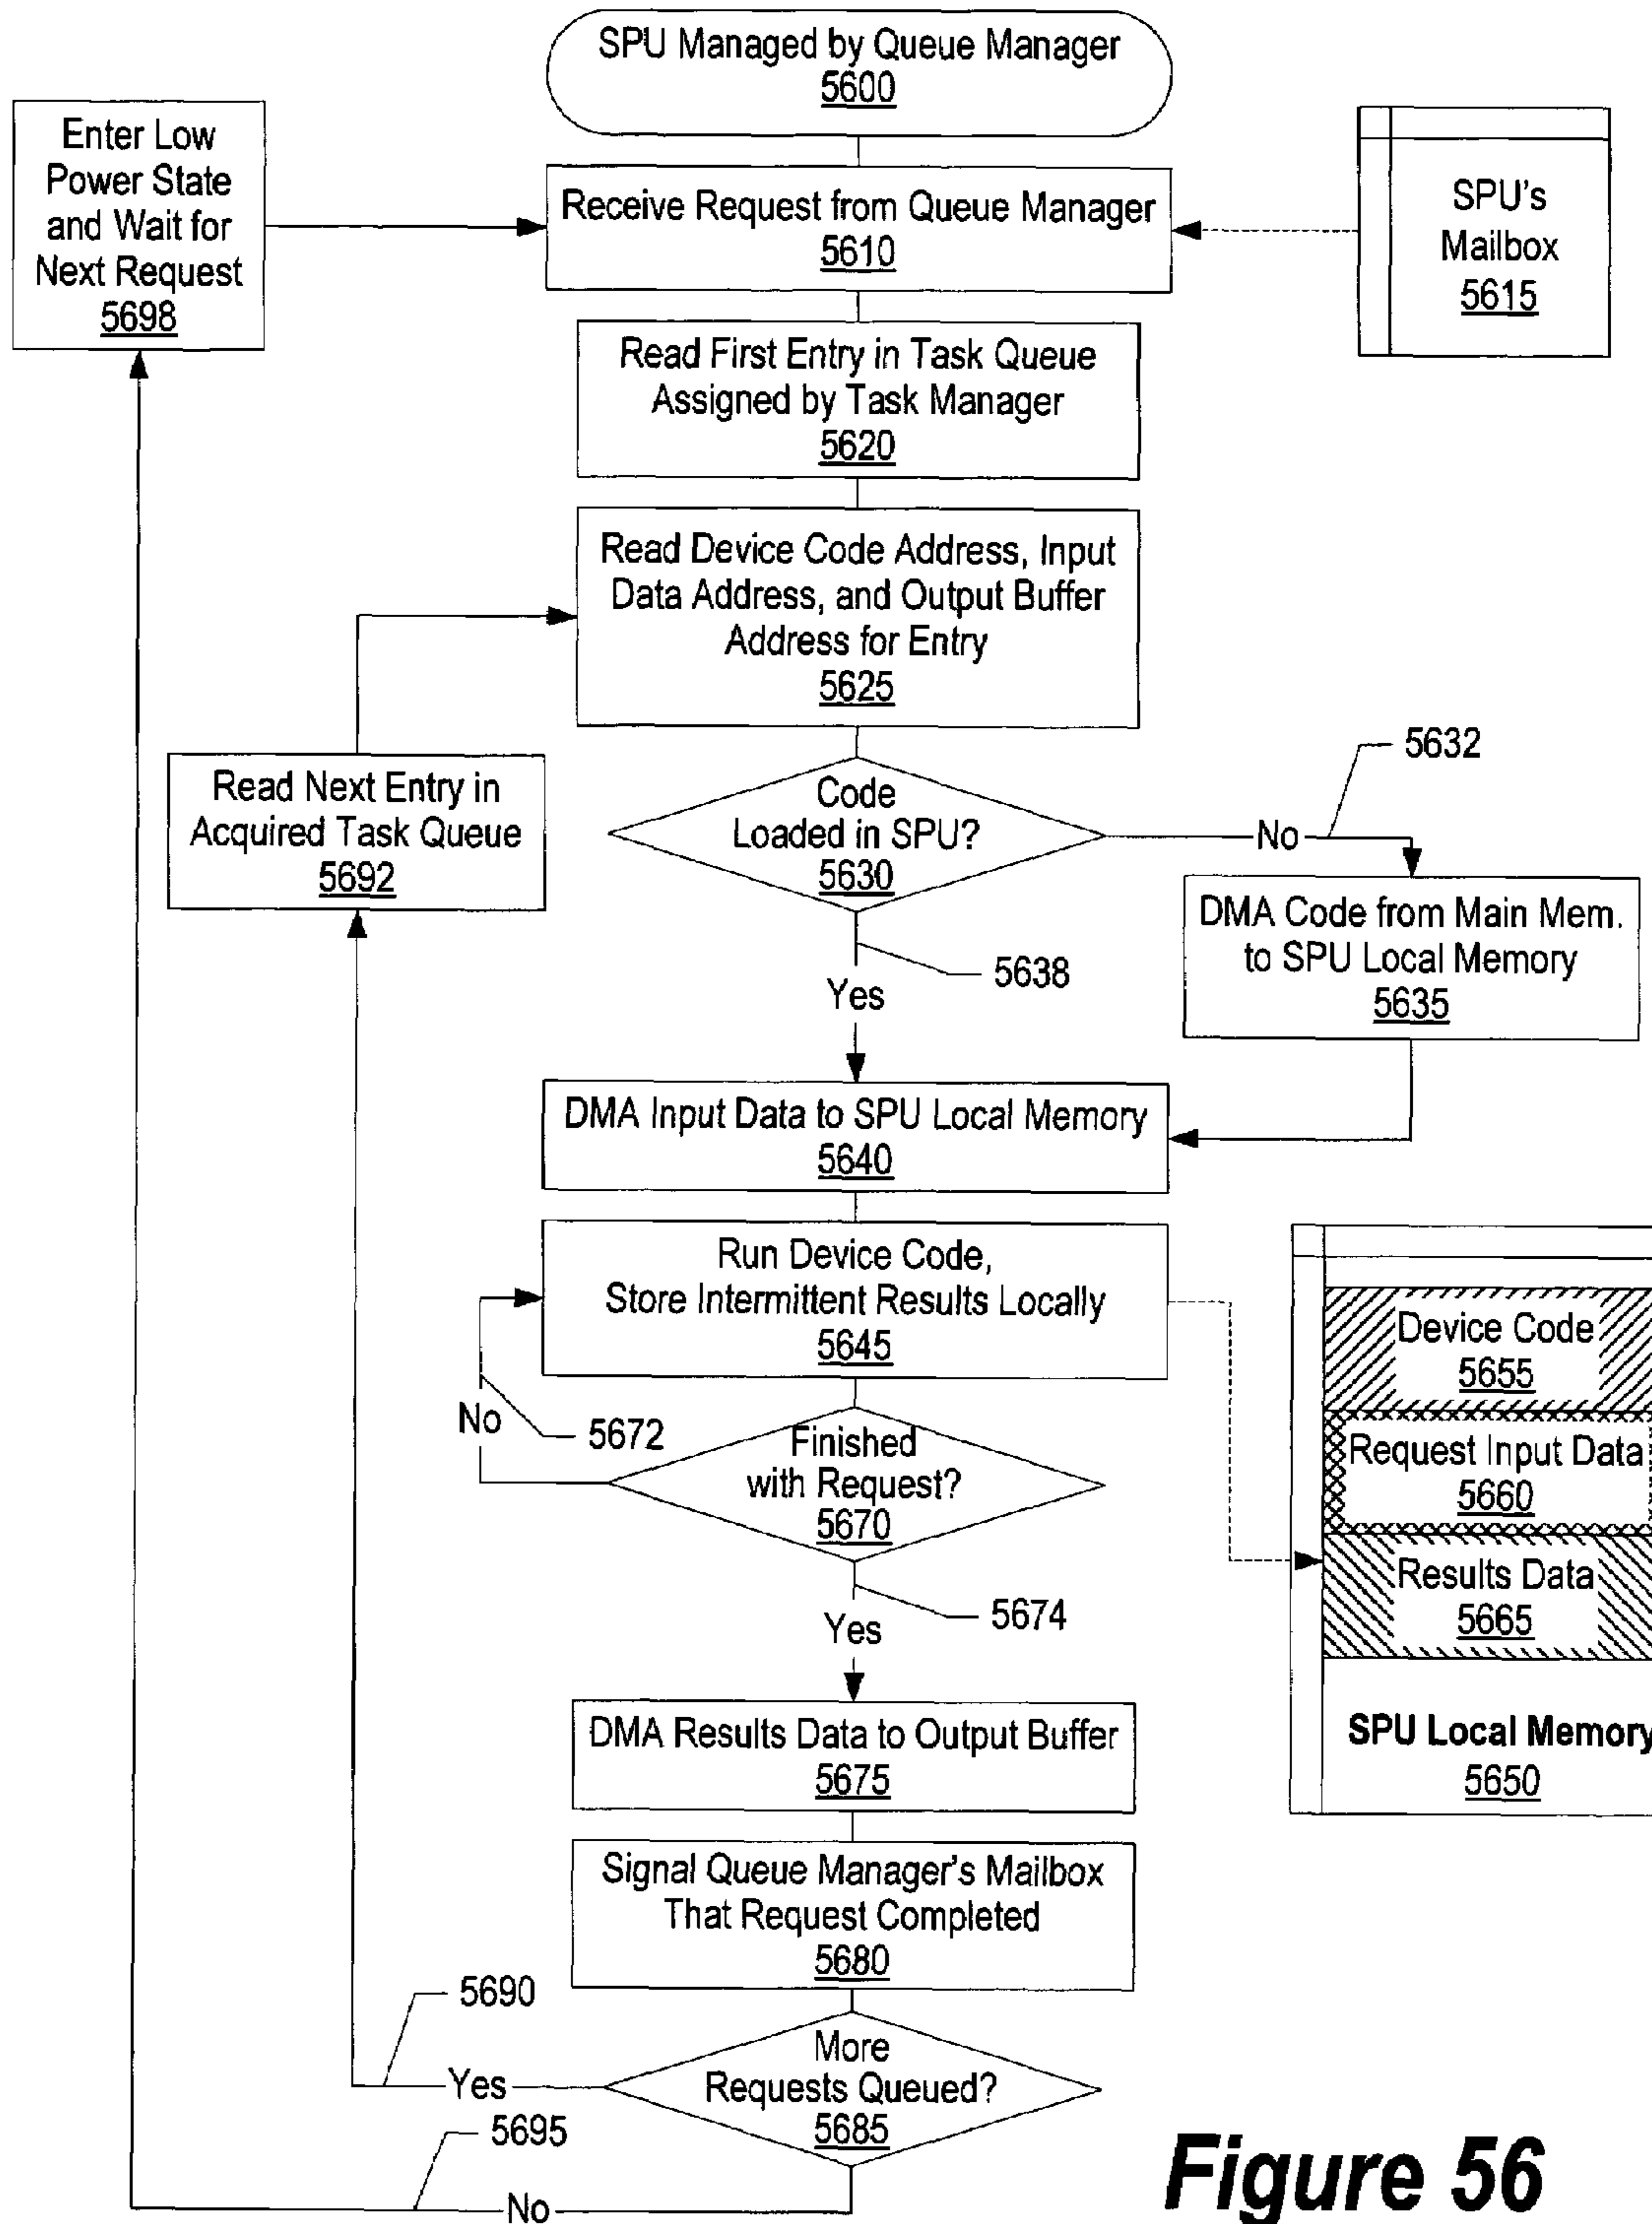 SPU Managed by Queue Manager
5600
Enter Low
Power State
and Wait for
Next Request
5698
Receive Request from Queue Manager
5610
SPU's
Mailbox
5615
Read First Entry in Task Queue
Assigned by Task Manager
5620
Read Device Code Address, Input
Data Address, and Output Buffer
Address for Entry
5625
Read Next Entry in
Acquired Task Queue
5692
Code
Loaded in SPU?
5630
5632
No
DMA Code from Main Mem.
to SPU Local Memory
5635
5638
Yes
DMA Input Data to SPU Local Memory
5640
Run Device Code,
Store Intermittent Results Locally
5645
Device Code
5655
Request Input Data
5660
Results Data
5665
SPU Local Memory
5650
No
5672
Finished
with Request?
5670
5674
Yes
DMA Results Data to Output Buffer
5675
Signal Queue Manager's Mailbox
That Request Completed
5680
5690
Yes
More
Requests Queued?
5685
5695
No
Figure 56